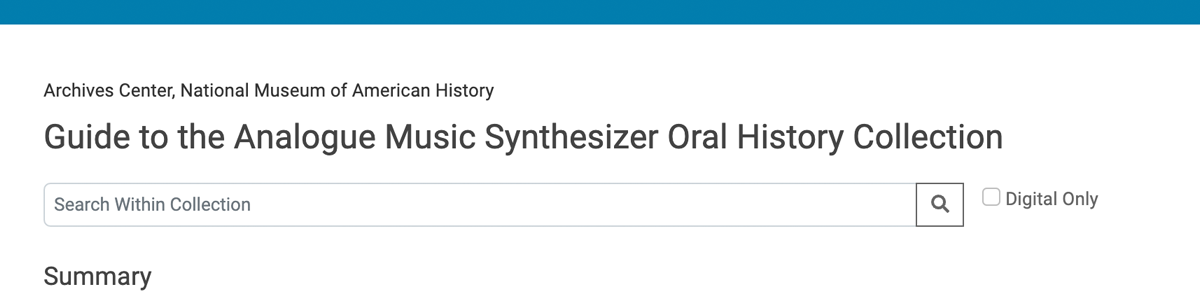 Archives Center, National Museum of American History
Guide to the Analogue Music Synthesizer Oral History Collection
Search Within Collection
Digital Only
Summary